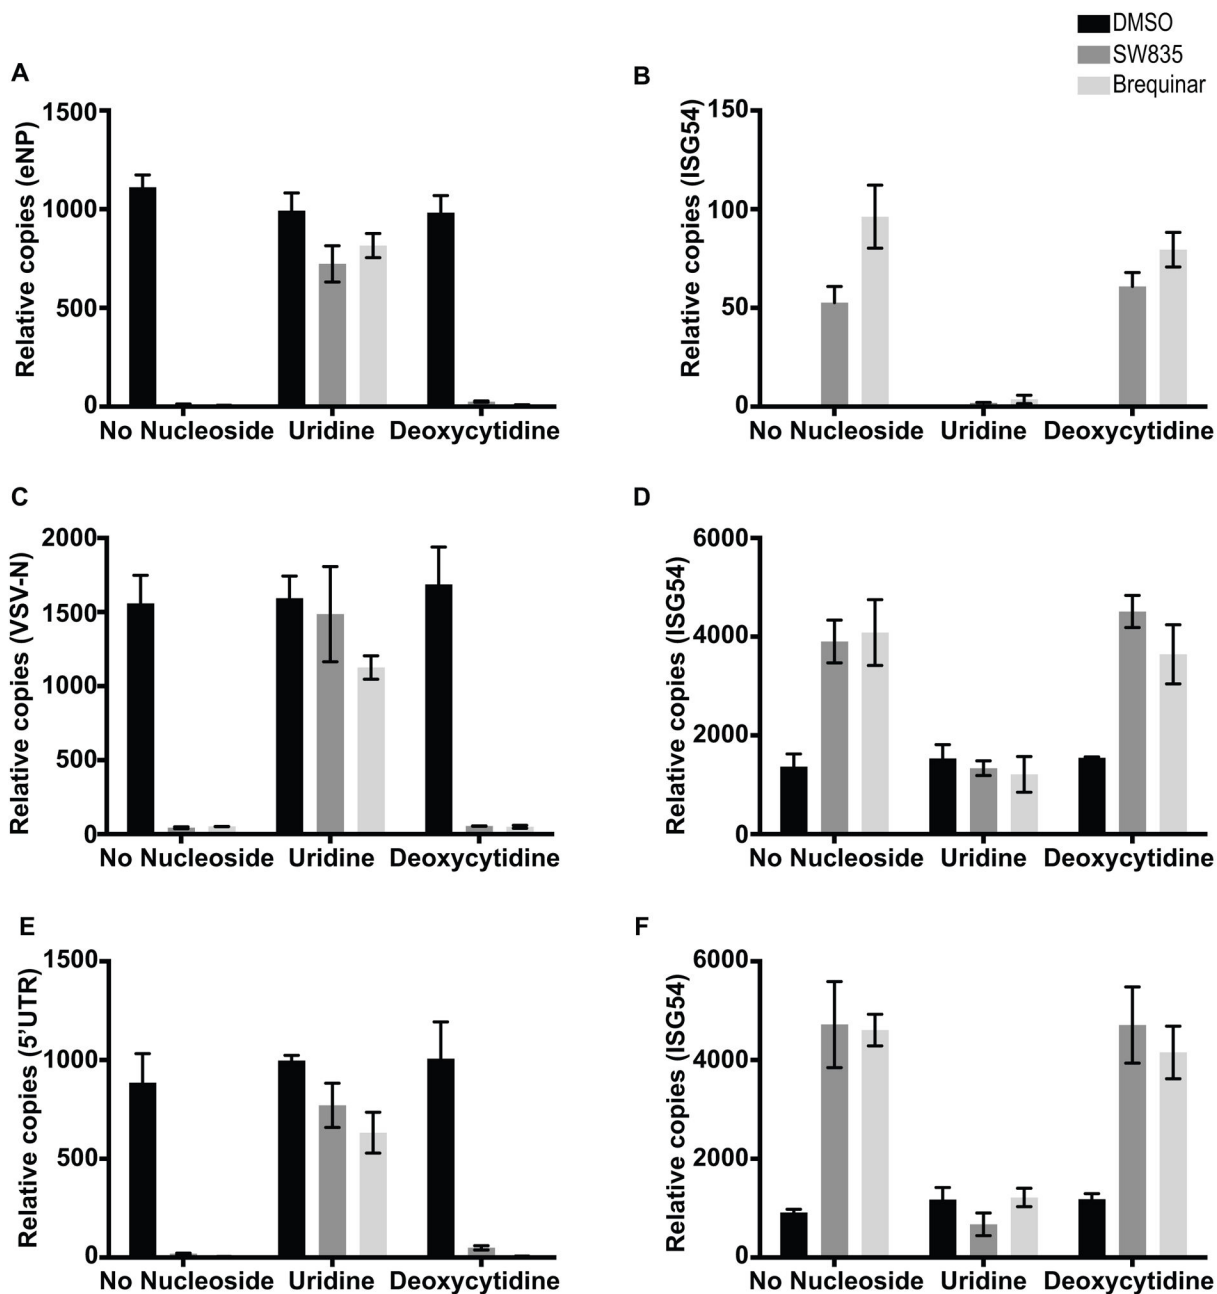 DMSO
SW835
Brequinar
A
Relative copies (eNP)
1500
1000
500
0
No Nucleoside Uridine Deoxycytidine
B
Relative copies (ISG54)
150
100
50
0
No Nucleoside Uridine Deoxycytidine
C
Relative copies (VSV-N)
2000
1500
1000
500
0
No Nucleoside Uridine Deoxycytidine
D
Relative copies (ISG54)
6000
4000
2000
0
No Nucleoside Uridine Deoxycytidine
E
Relative copies (5'UTR)
1500
1000
500
0
No Nucleoside Uridine Deoxycytidine
F
Relative copies (ISG54)
6000
4000
2000
0
No Nucleoside Uridine Deoxycytidine